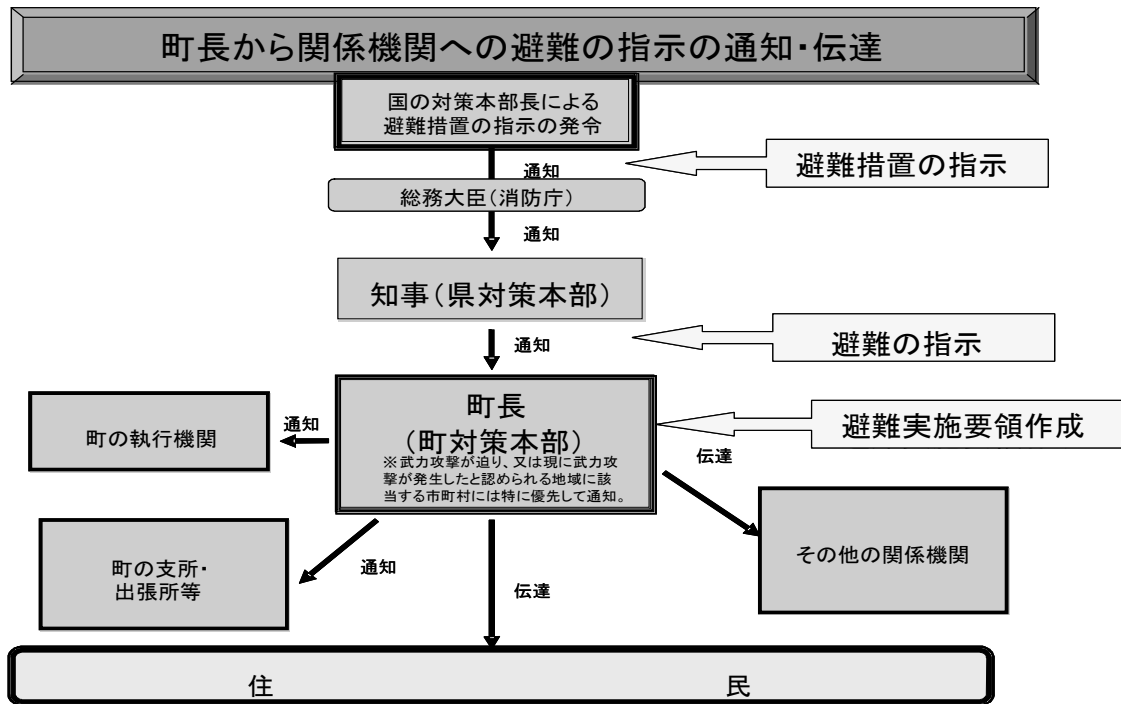 町長から関係機関への避難の指示の通知・伝達
国の対策本部長による
避難措置の指示の発令
通知
避難措置の指示
総務大臣(消防庁)
通知
知事(県対策本部)
通知
避難の指示
町長
(町対策本部)
※武力攻撃が迫り、又は現に武力攻
撃が発生したと認められる地域に該
当する市町村には特に優先して通知。
避難実施要領作成
通知
町の執行機関
伝達
その他の関係機関
町の支所・
出張所等
通知
伝達
住民